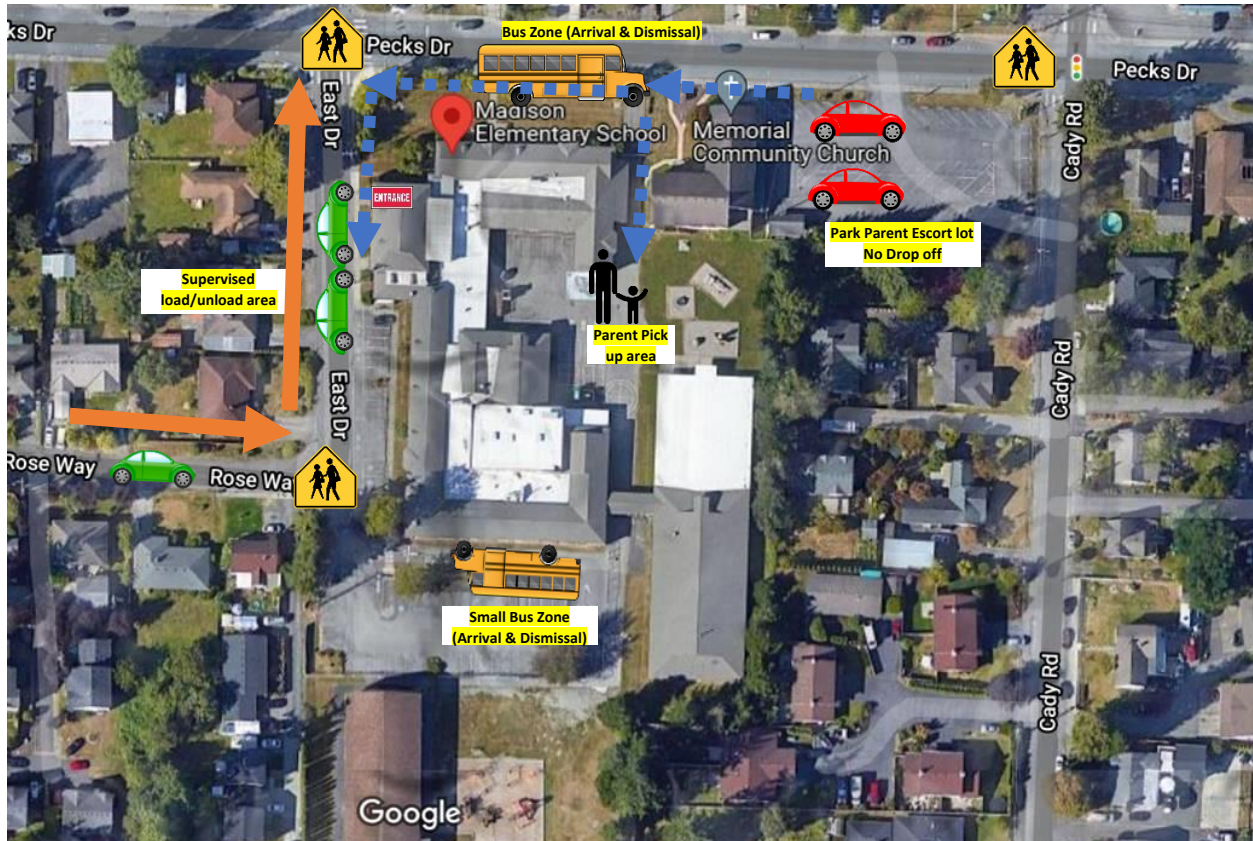 ks Dr
Pecks Dr
Bus Zone (Arrival & Dismissal)
Pecks Dr
East Dr
Madison
Elementary School
Memorial
Community Church
Cady Rd
ENTRANCE
Park Parent Escort lot
No Drop off
Supervised
load/unload area
Parent Pick
up area
East Dr
Cady Rd
Rose Way
Rose Wa
Small Bus Zone
(Arrival & Dismissal)
Cady Rd
Google